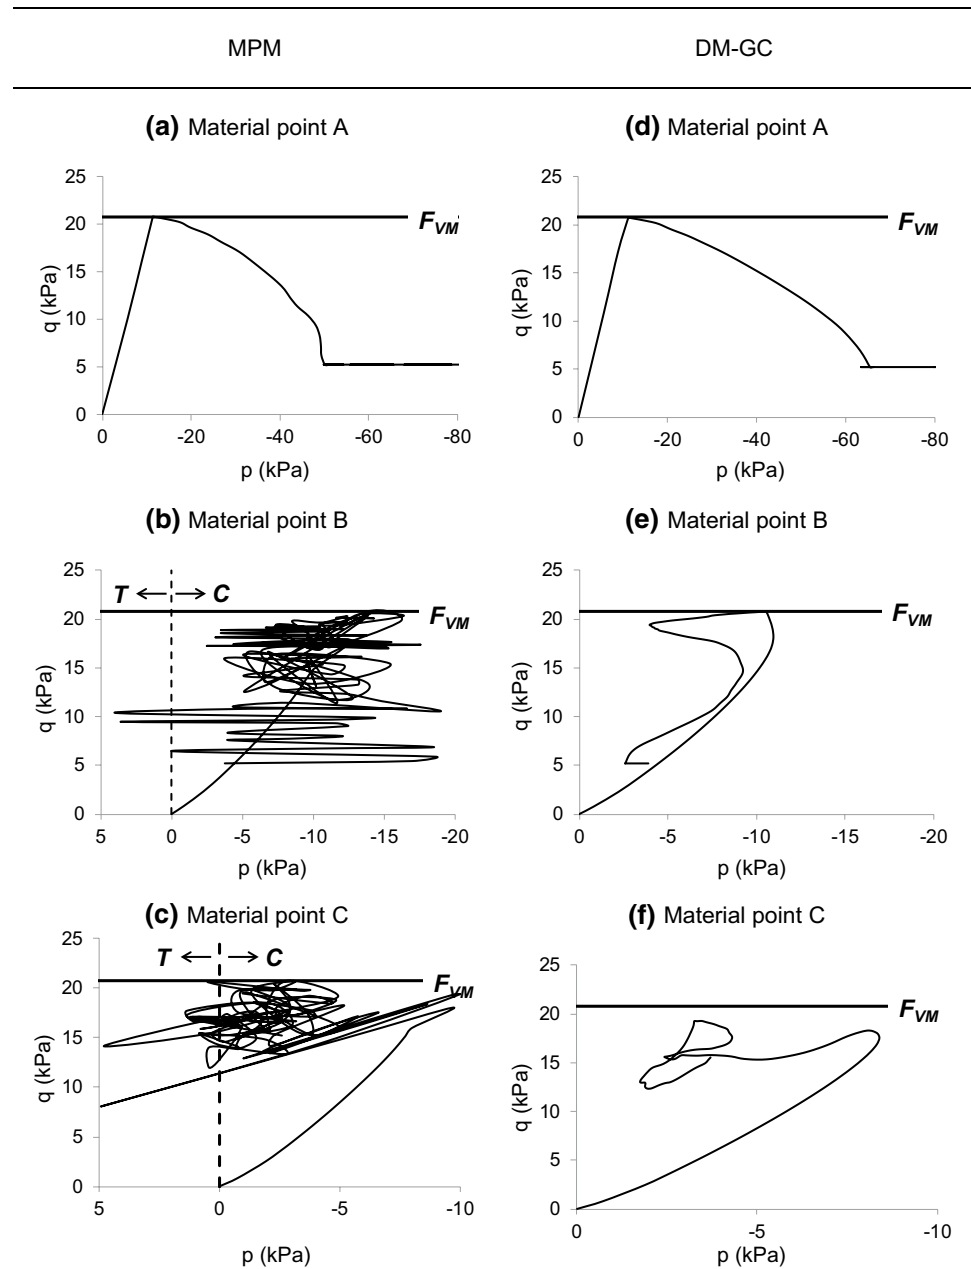 MPM DM-GC
(a) Material point A
25
20
15
10
5
0
q (kPa)
F_VM
0 -20 -40 -60 -80
p (kPa)
(d) Material point A
25
20
15
10
5
0
q (kPa)
F_VM
0 -20 -40 -60 -80
p (kPa)
(b) Material point B
25
20
15
10
5
0
q (kPa)
T ← → C
F_VM
5 0 -5 -10 -15 -20
p (kPa)
(e) Material point B
25
20
15
10
5
0
q (kPa)
F_VM
0 -5 -10 -15 -20
p (kPa)
(c) Material point C
25
20
15
10
5
0
q (kPa)
T ← → C
F_VM
5 0 -5 -10
p (kPa)
(f) Material point C
25
20
15
10
5
0
q (kPa)
F_VM
0 -5 -10
p (kPa)